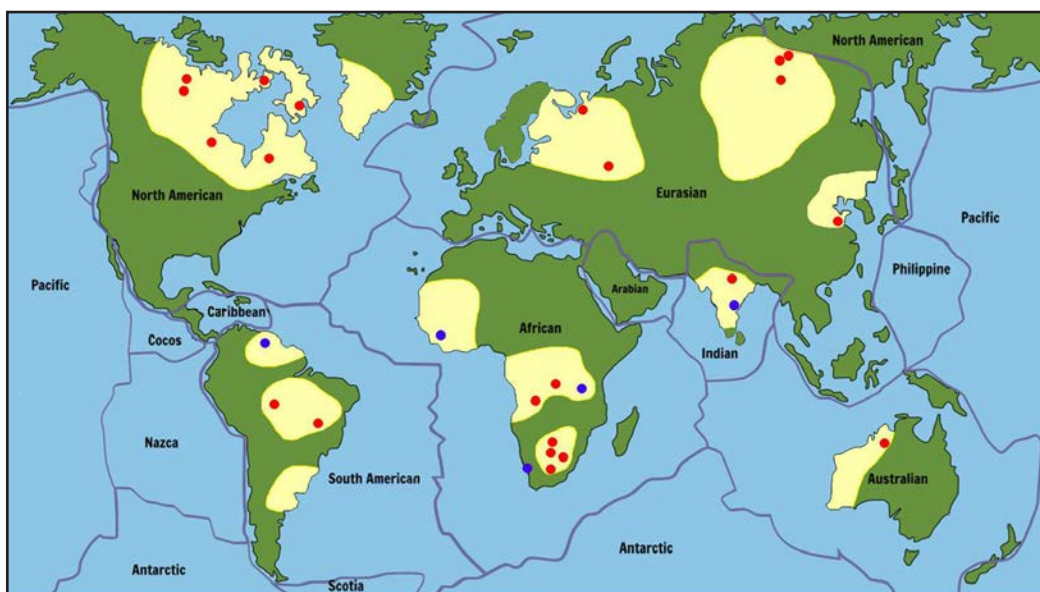 North American
North American
Eurasian
Pacific
Pacific
Philippine
Arabian
Caribbean
African
Cocos
Indian
Nazca
South American
Australian
Antarctic
Antarctic
Scotia